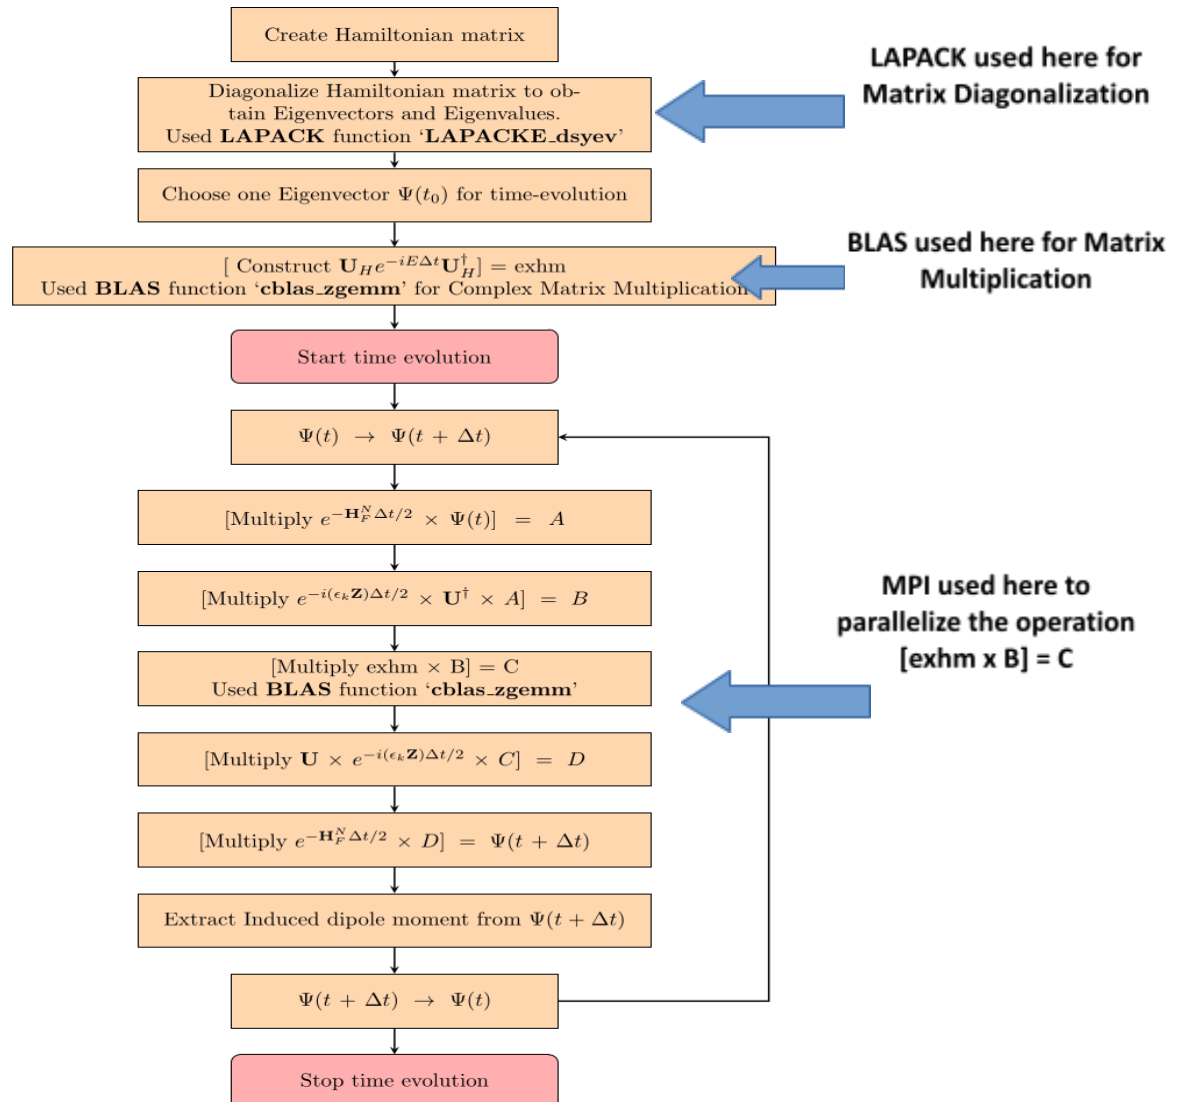 Create Hamiltonian matrix
LAPACK used here for
Matrix Diagonalization
Diagonalize Hamiltonian matrix to ob-
tain Eigenvectors and Eigenvalues.
Used LAPACK function ‘LAPACKE_dsyev’
Choose one Eigenvector Ψ(t₀) for time-evolution
BLAS used here for Matrix
Multiplication
[ Construct U_H e^{-iEΔt} U_H^†] = exhm
Used BLAS function ‘cblas_zgemm’ for Complex Matrix Multiplication
Start time evolution
Ψ(t) → Ψ(t + Δt)
[Multiply e^{-H_F^N Δt/2} × Ψ(t)] = A
[Multiply e^{-i(ϵ_k Z)Δt/2} × U^† × A] = B
MPI used here to
parallelize the operation
[exhm x B] = C
[Multiply exhm × B] = C
Used BLAS function ‘cblas_zgemm’
[Multiply U × e^{-i(ϵ_k Z)Δt/2} × C] = D
[Multiply e^{-H_F^N Δt/2} × D] = Ψ(t + Δt)
Extract Induced dipole moment from Ψ(t + Δt)
Ψ(t + Δt) → Ψ(t)
Stop time evolution